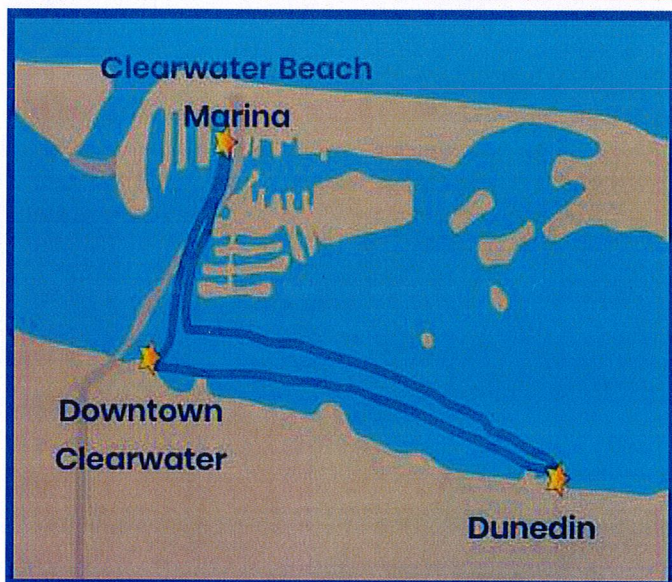 Clearwater Beach
Marina
Downtown
Clearwater
Dunedin